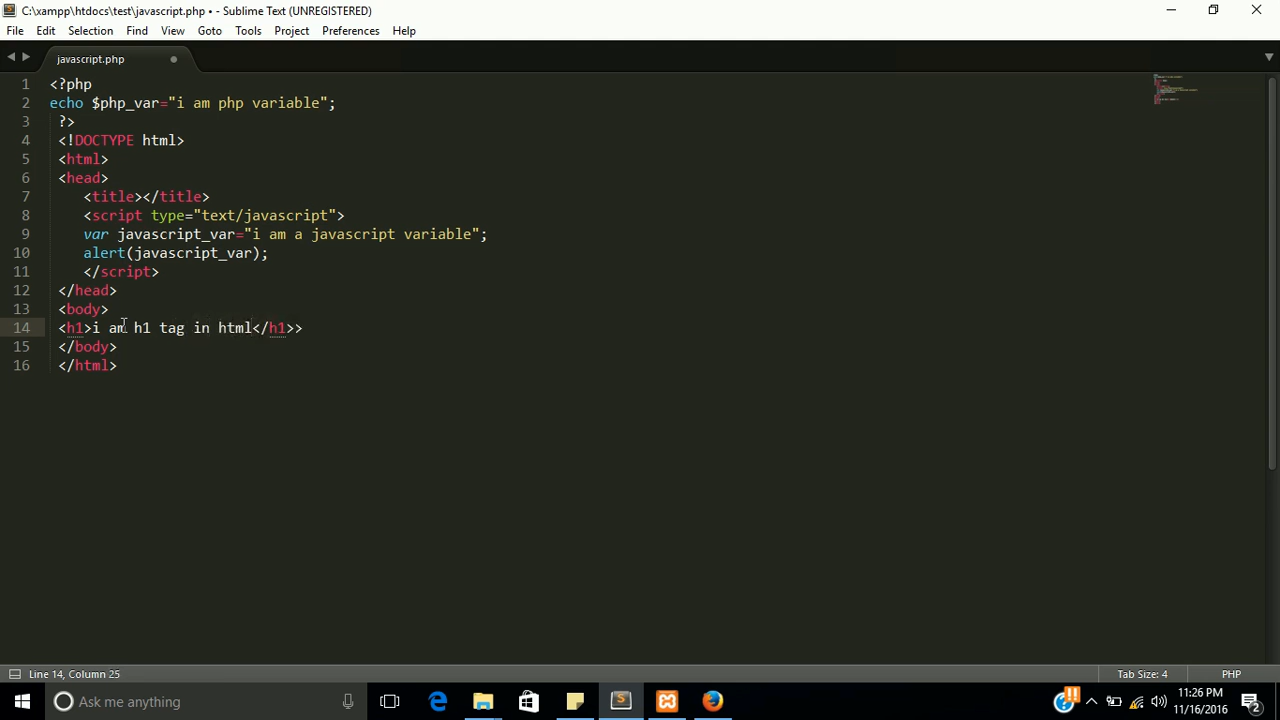 C:\xampp\htdocs\test\javascript.php • - Sublime Text (UNREGISTERED)
File Edit Selection Find View Goto Tools Project Preferences Help
javascript.php
1 <?php
2 echo $php_var="i am php variable";
3 ?>
4 <!DOCTYPE html>
5 <html>
6 <head>
7 <title></title>
8 <script type="text/javascript">
9 var javascript_var="i am a javascript variable";
10 alert(javascript_var);
11 </script>
12 </head>
13 <body>
14 <h1>i am h1 tag in html</h1>>
15 </body>
16 </html>
Line 14, Column 25 Tab Size: 4 PHP
Ask me anything
11:26 PM
11/16/2016
2